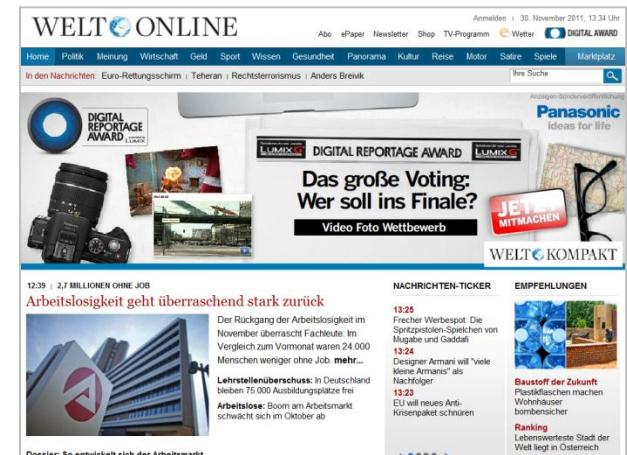 WELT ONLINE
Anmelden | 30. November 2011, 13:34 Uhr
Abo ePaper Newsletter Shop TV-Programm Wetter DIGITAL AWARD
Home Politik Meinung Wirtschaft Geld Sport Wissen Gesundheit Panorama Kultur Reise Motor Satire Spiele Marktplatz
In den Nachrichten: Euro-Rettungsschirm | Teheran | Rechtsterrorismus | Anders Breivik
Ihre Suche
Anzeigen-Sonderveröffentlichung
Panasonic
ideas for life
DIGITAL
REPORTAGE
AWARD
LUMIX
LUMIX G DIGITAL REPORTAGE AWARD LUMIX G
Das große Voting:
Wer soll ins Finale?
Video Foto Wettbewerb
JETZT
MITMACHEN
WELT KOMPAKT
12:39 | 2,7 MILLIONEN OHNE JOB
Arbeitslosigkeit geht überraschend stark zurück
Der Rückgang der Arbeitslosigkeit im
November überrascht Fachleute: Im
Vergleich zum Vormonat waren 24.000
Menschen weniger ohne Job. mehr...
Lehrstellenüberschuss: In Deutschland
bleiben 75 000 Ausbildungsplätze frei
Arbeitslose: Boom am Arbeitsmarkt
schwächt sich im Oktober ab
Dossier: So entwickelt sich der Arbeitsmarkt
NACHRICHTEN-TICKER
13:25
Frecher Werbespot: Die
Spritzpistolen-Spielchen von
Mugabe und Gaddafi
13:24
Designer Armani will "viele
kleine Armanis" als
Nachfolger
13:23
EU will neues Anti-
Krisenpaket schnüren
EMPFEHLUNGEN
Baustoff der Zukunft
Plastikflaschen machen
Wohnhäuser
bombensicher
Ranking
Lebenswerteste Stadt der
Welt liegt in Österreich